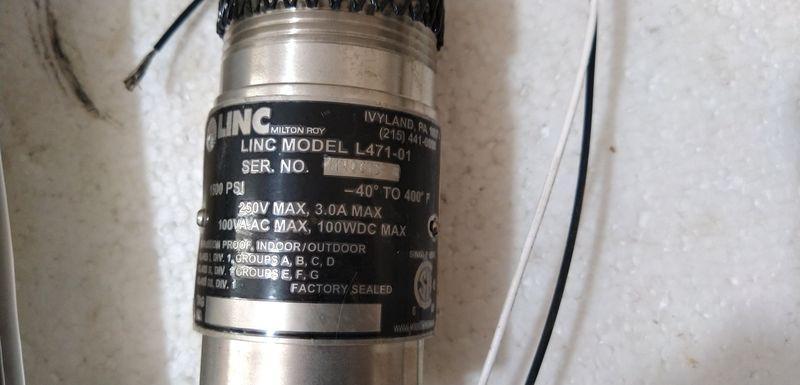 LINC
MILTON ROY
IVYLAND, PA
(215) 441-
LINC MODEL L471-01
SER. NO.
PSI
–40° TO 400° F
250V MAX, 3.0A MAX
100VA AC MAX, 100WDC MAX
PROOF, INDOOR/OUTDOOR
I, DIV. 1, GROUPS A, B, C, D
DIV. 1 GROUPS E, F, G
DIV. 1
FACTORY SEALED